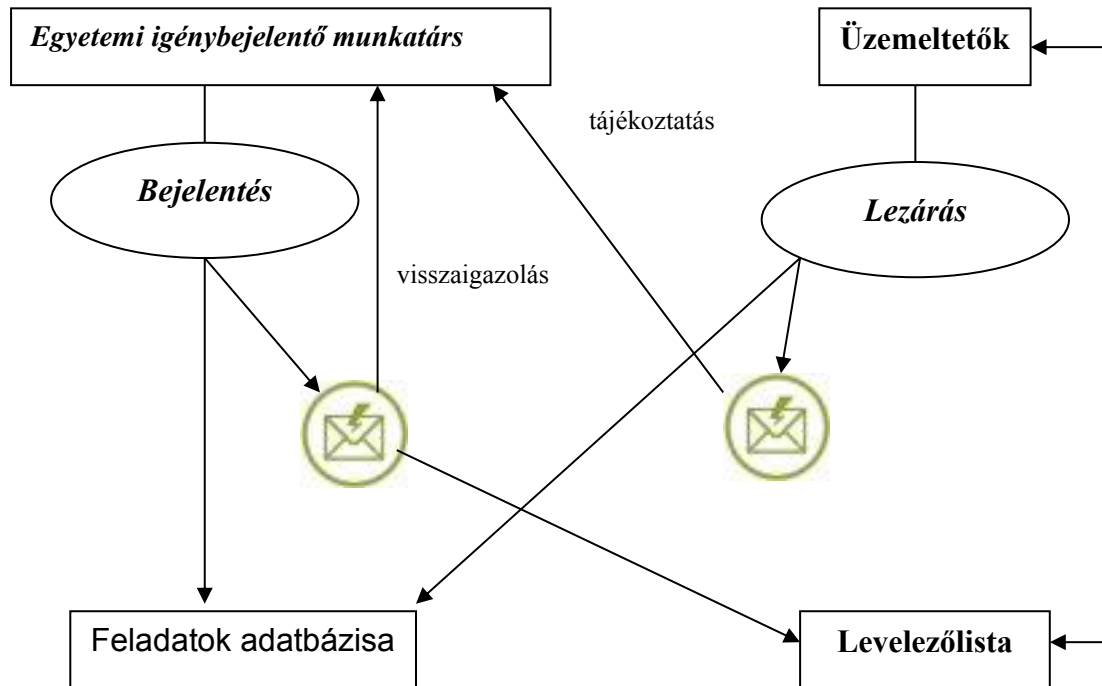 Egyetemi igénybejelentő munkatárs
Üzemeltetők
tájékoztatás
Bejelentés
Lezárás
visszaigazolás
Feladatok adatbázisa
Levelezőlista